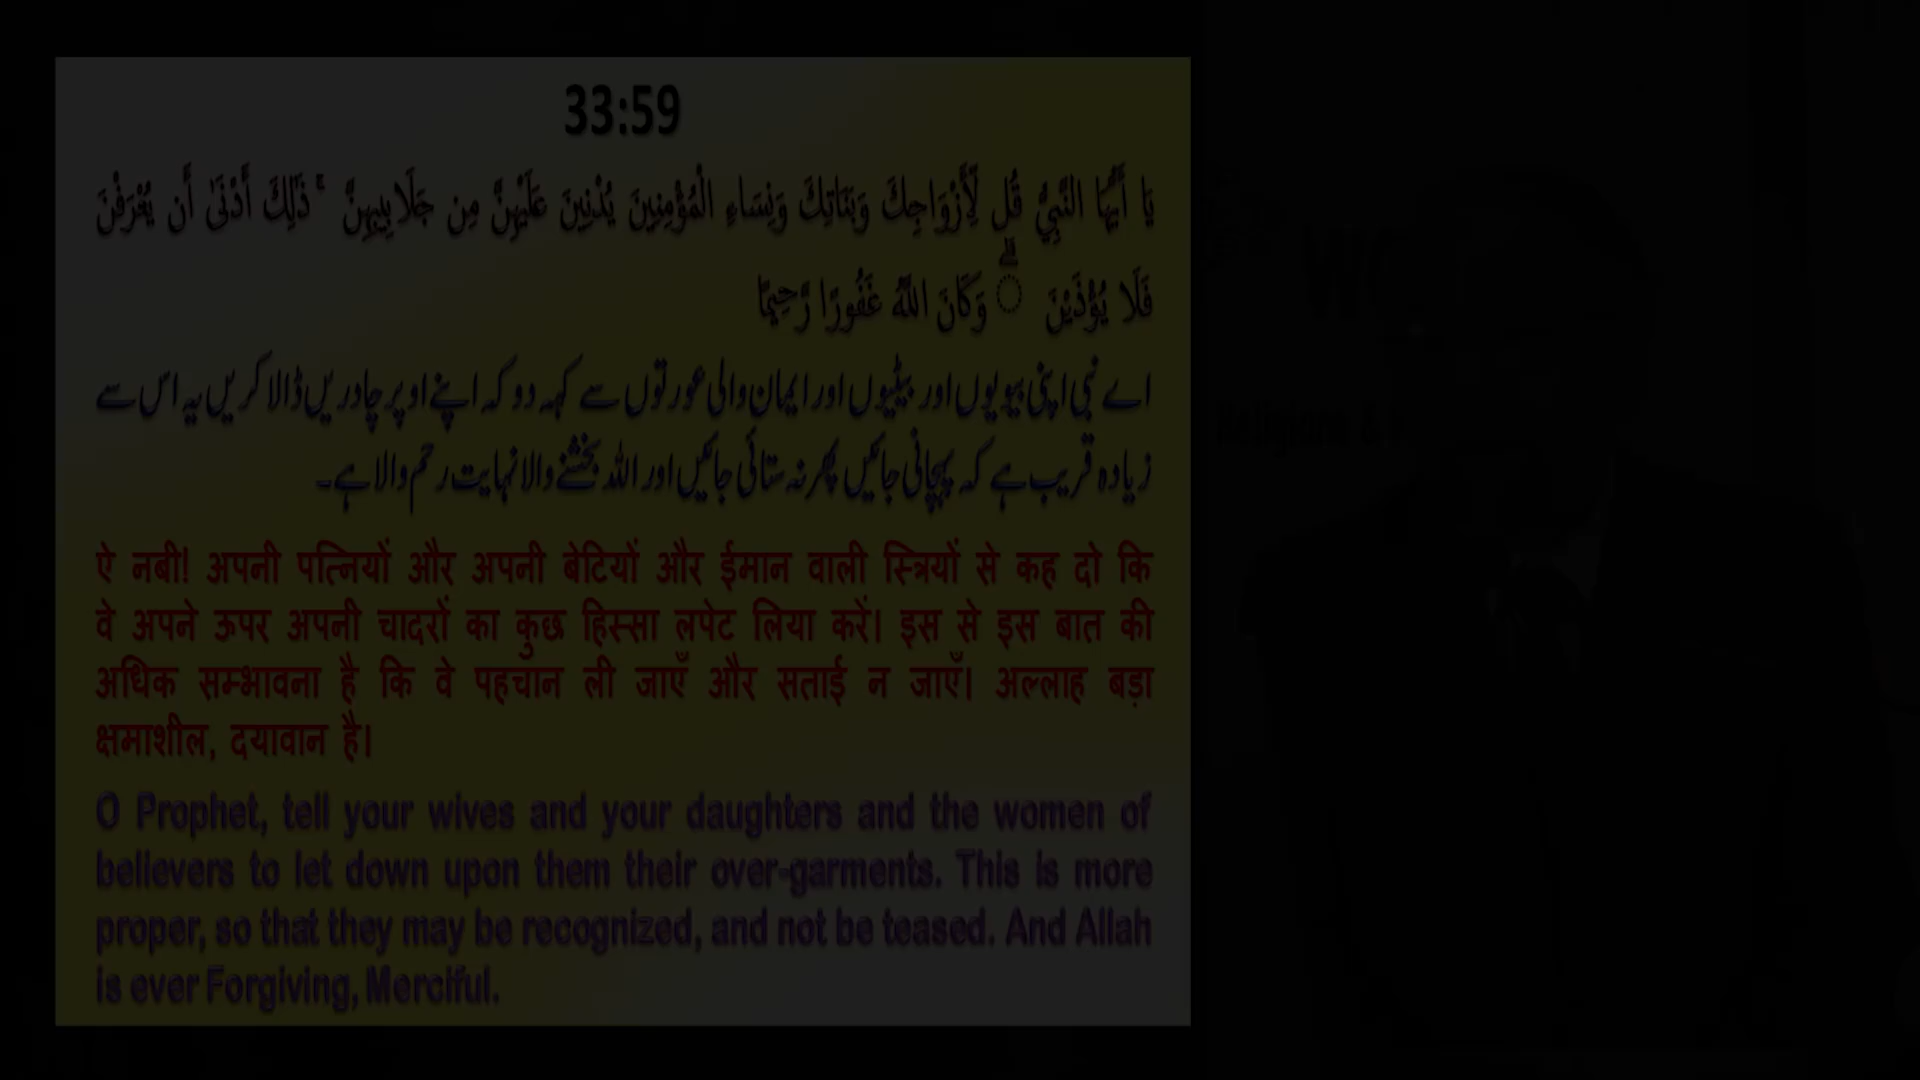 33:59
يَا أَيُّهَا النَّبِيُّ قُل لِّأَزْوَاجِكَ وَبَنَاتِكَ وَنِسَاءِ الْمُؤْمِنِينَ يُدْنِينَ عَلَيْهِنَّ مِن جَلَابِيبِهِنَّ ۚ ذَٰلِكَ أَدْنَىٰ أَن يُعْرَفْنَ
فَلَا يُؤْذَيْنَ ۗ وَكَانَ اللَّهُ غَفُورًا رَّحِيمًا
اے نبی اپنی بیویوں اور بیٹیوں اور ایمان والی عورتوں سے کہہ دو کہ اپنے اوپر چادریں ڈالا کریں یہ اس سے
زیادہ قریب ہے کہ پہچانی جائیں پھر نہ ستائی جائیں اور اللہ بخشنے والا نہایت رحم والا ہے۔
ऐ नबी! अपनी पत्नियों और अपनी बेटियों और ईमान वाली स्त्रियों से कह दो कि
वे अपने ऊपर अपनी चादरों का कुछ हिस्सा लपेट लिया करें। इस से इस बात की
अधिक सम्भावना है कि वे पहचान ली जाएँ और सताई न जाएँ। अल्लाह बड़ा
क्षमाशील, दयावान है।
O Prophet, tell your wives and your daughters and the women of
believers to let down upon them their over-garments. This is more
proper, so that they may be recognized, and not be teased. And Allah
is ever Forgiving, Merciful.
Religions &